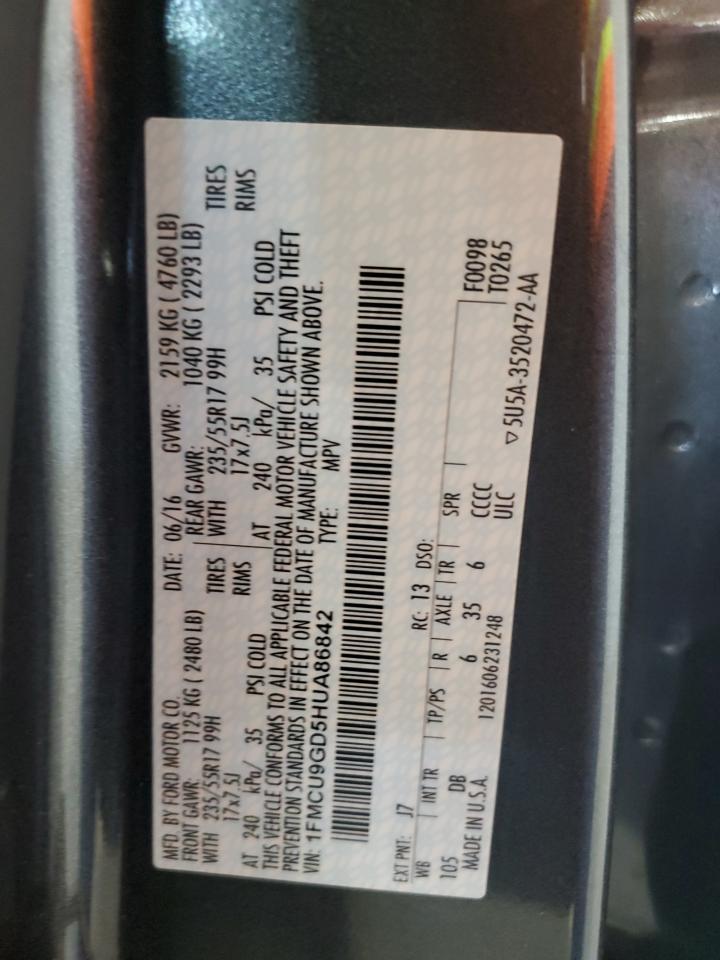 MFD. BY FORD MOTOR CO. DATE: 06/16 GVWR: 2159 KG ( 4760 LB)
FRONT GAWR: 1125 KG ( 2480 LB) REAR GAWR: 1040 KG ( 2293 LB)
WITH 235/55R17 99H TIRES WITH 235/55R17 99H TIRES
17x7.5J RIMS 17x7.5J RIMS
AT 240 kPa/ 35 PSI COLD AT 240 kPa/ 35 PSI COLD
THIS VEHICLE CONFORMS TO ALL APPLICABLE FEDERAL MOTOR VEHICLE SAFETY AND THEFT
PREVENTION STANDARDS IN EFFECT ON THE DATE OF MANUFACTURE SHOWN ABOVE.
VIN: 1FMCU9GD5HUA86842 TYPE: MPV
EXT PNT: J7 RC: 13 DSO: F0098
T0265
WB INT TR TP/PS R AXLE TR SPR
105 DB 6 35 6 CCCC
ULC
MADE IN U.S.A. 1201606231248 ▽5U5A-3520472-AA